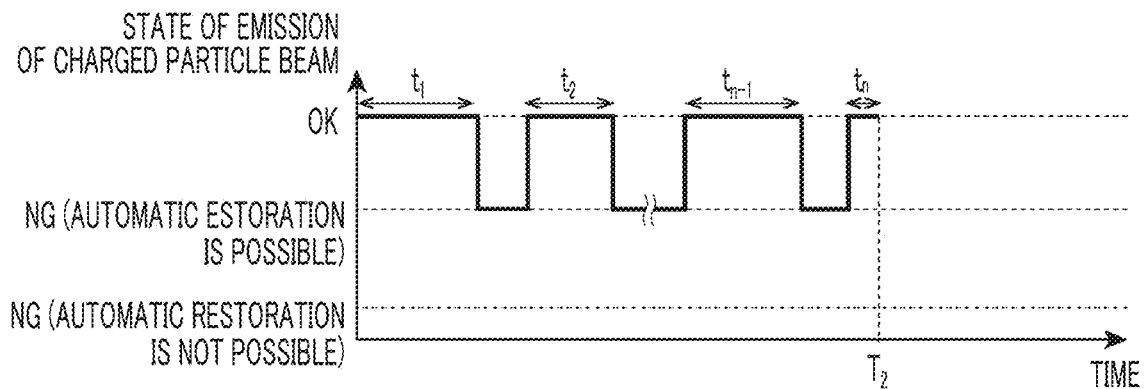 STATE OF EMISSION
OF CHARGED PARTICLE BEAM
t1 t2 tn-1 tn
OK
NG (AUTOMATIC ESTORATION
IS POSSIBLE)
NG (AUTOMATIC RESTORATION
IS NOT POSSIBLE)
T2
TIME